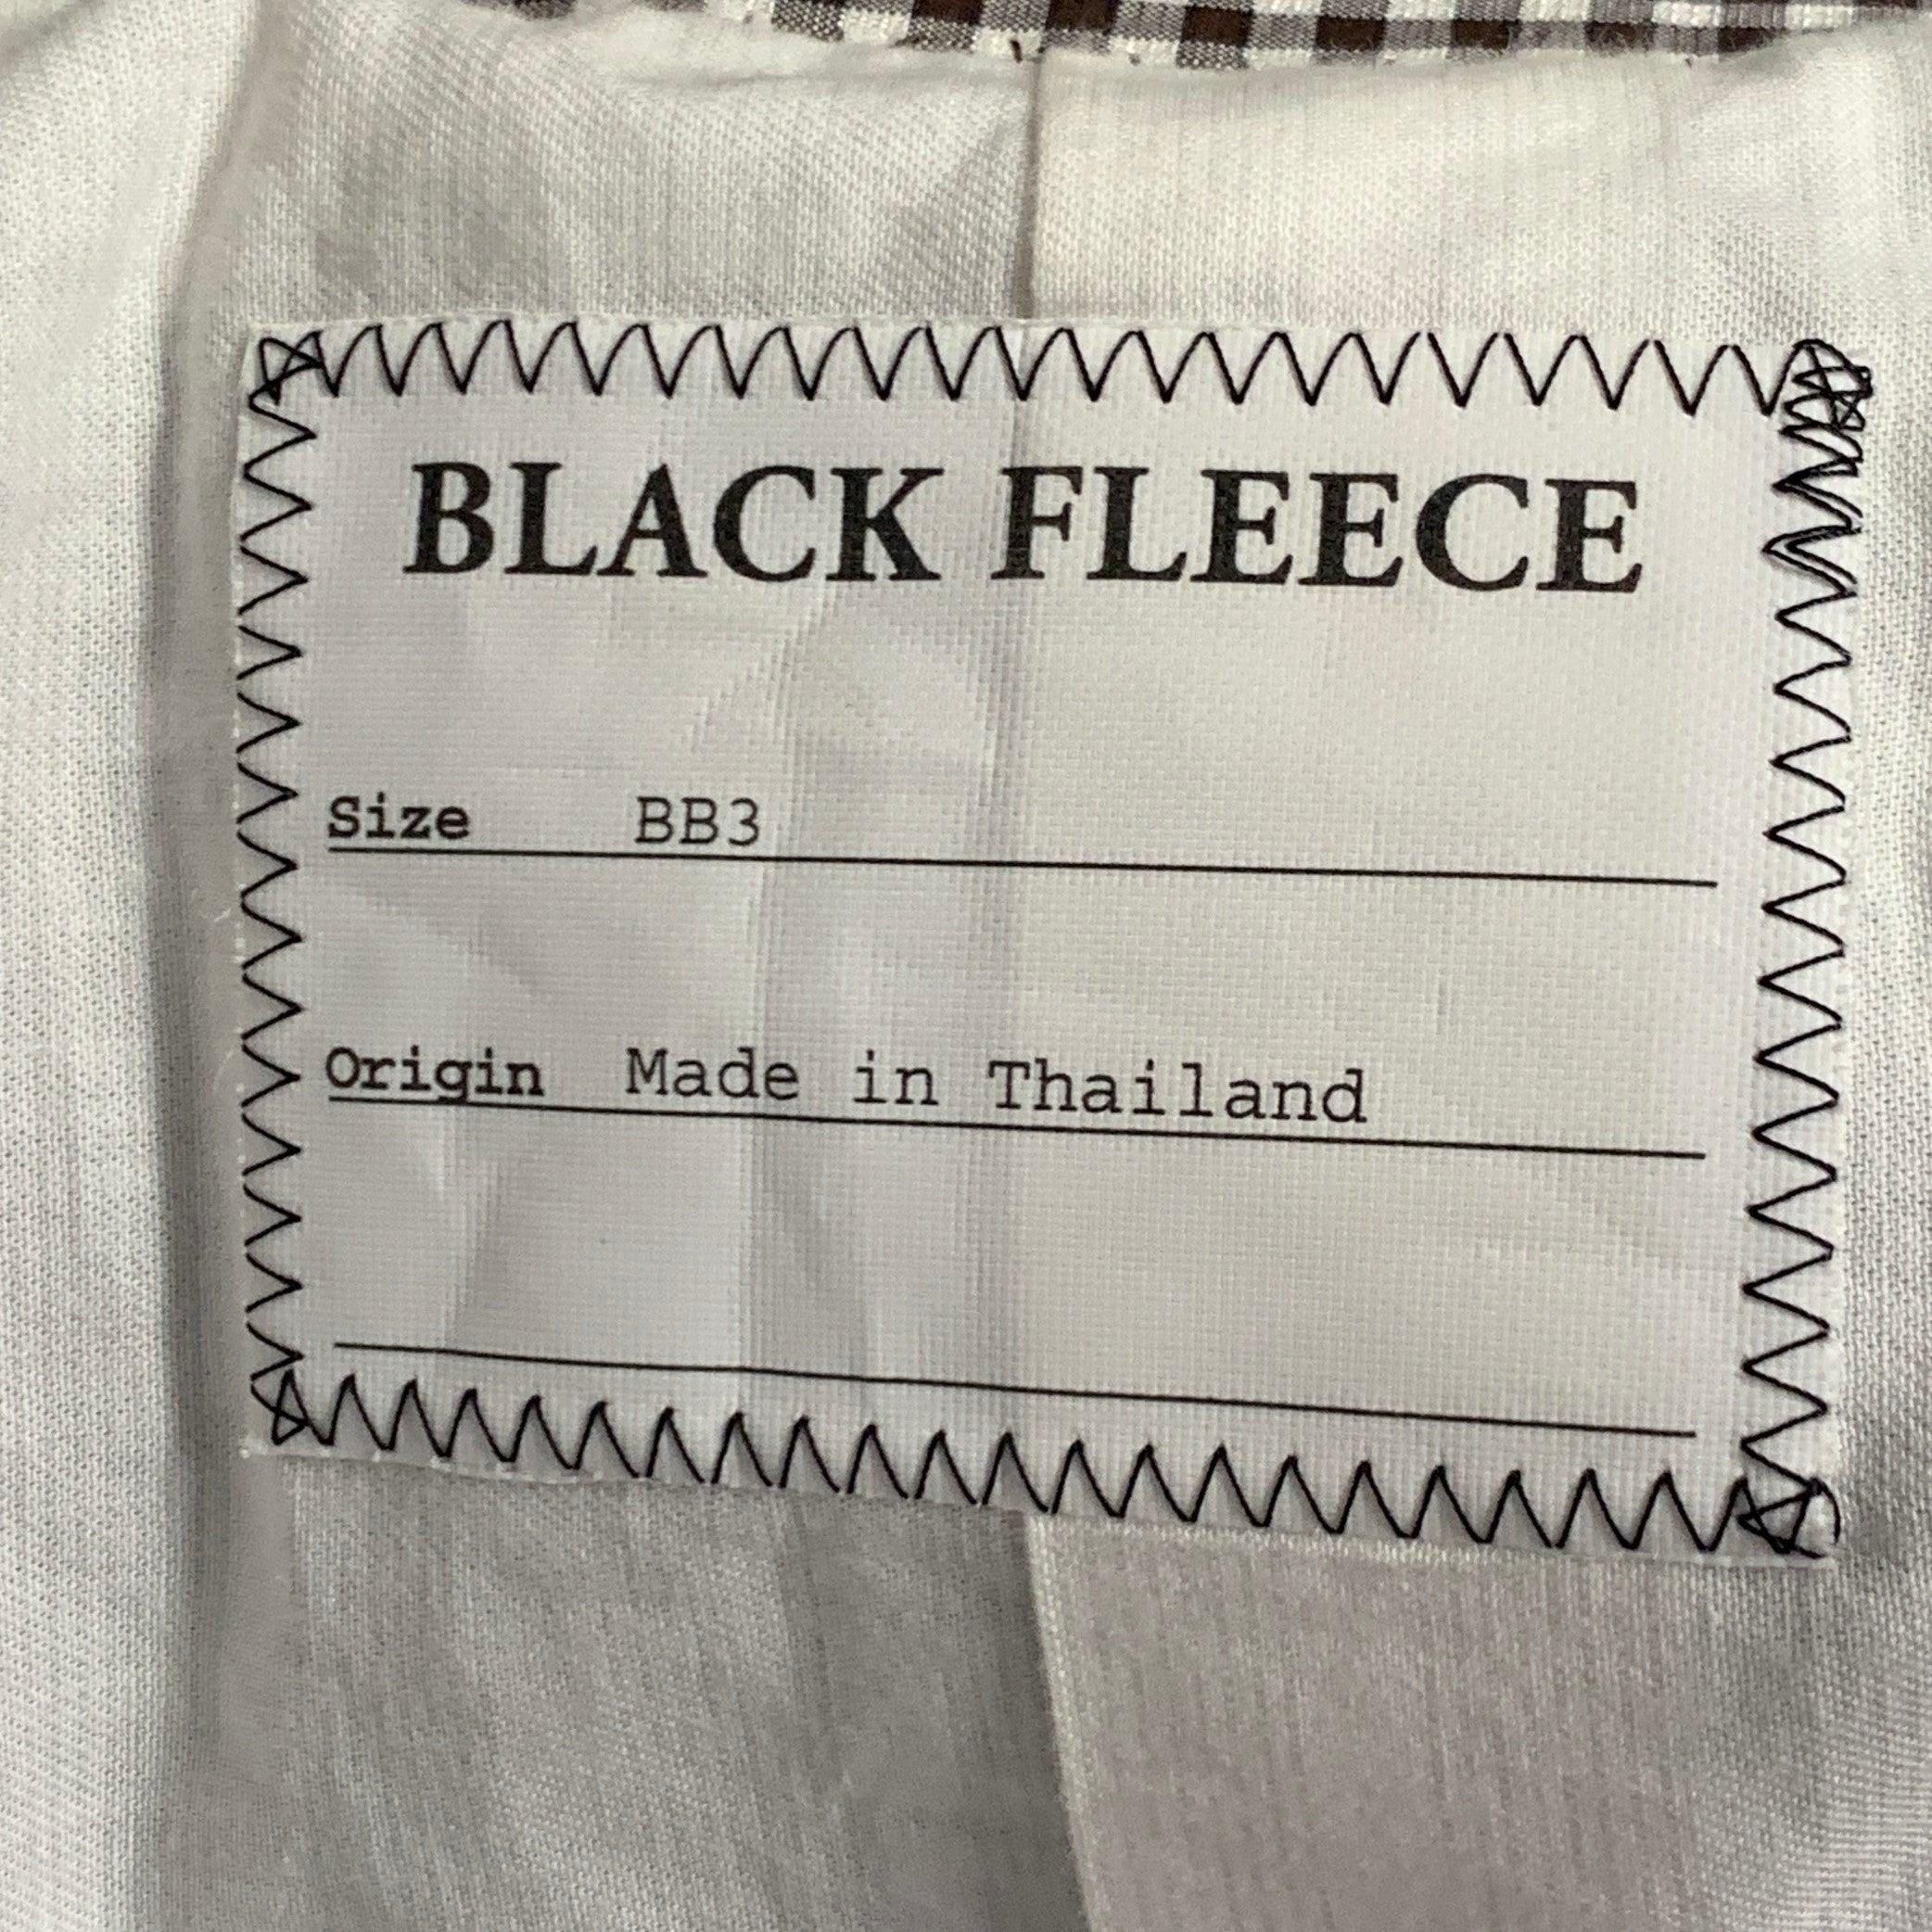 BLACK FLEECE
Size BB3
Origin Made in Thailand